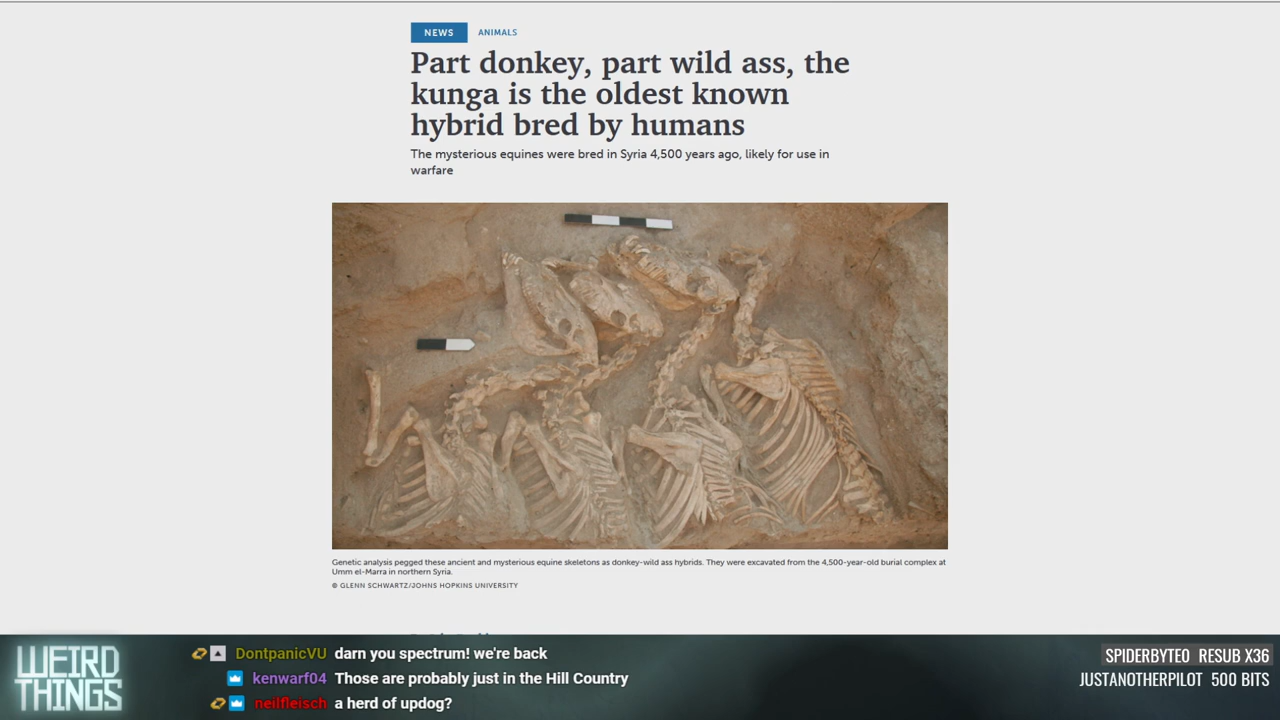 NEWS ANIMALS
Part donkey, part wild ass, the
kunga is the oldest known
hybrid bred by humans
The mysterious equines were bred in Syria 4,500 years ago, likely for use in
warfare
Genetic analysis pegged these ancient and mysterious equine skeletons as donkey-wild ass hybrids. They were excavated from the 4,500-year-old burial complex at
Umm el-Marra in northern Syria.
© GLENN SCHWARTZ/JOHNS HOPKINS UNIVERSITY
WEIRD
THINGS
DontpanicVU darn you spectrum! we're back
kenwarf04 Those are probably just in the Hill Country
neilfleisch a herd of updog?
SPIDERBYTE0 RESUB X36
JUSTANOTHERPILOT 500 BITS